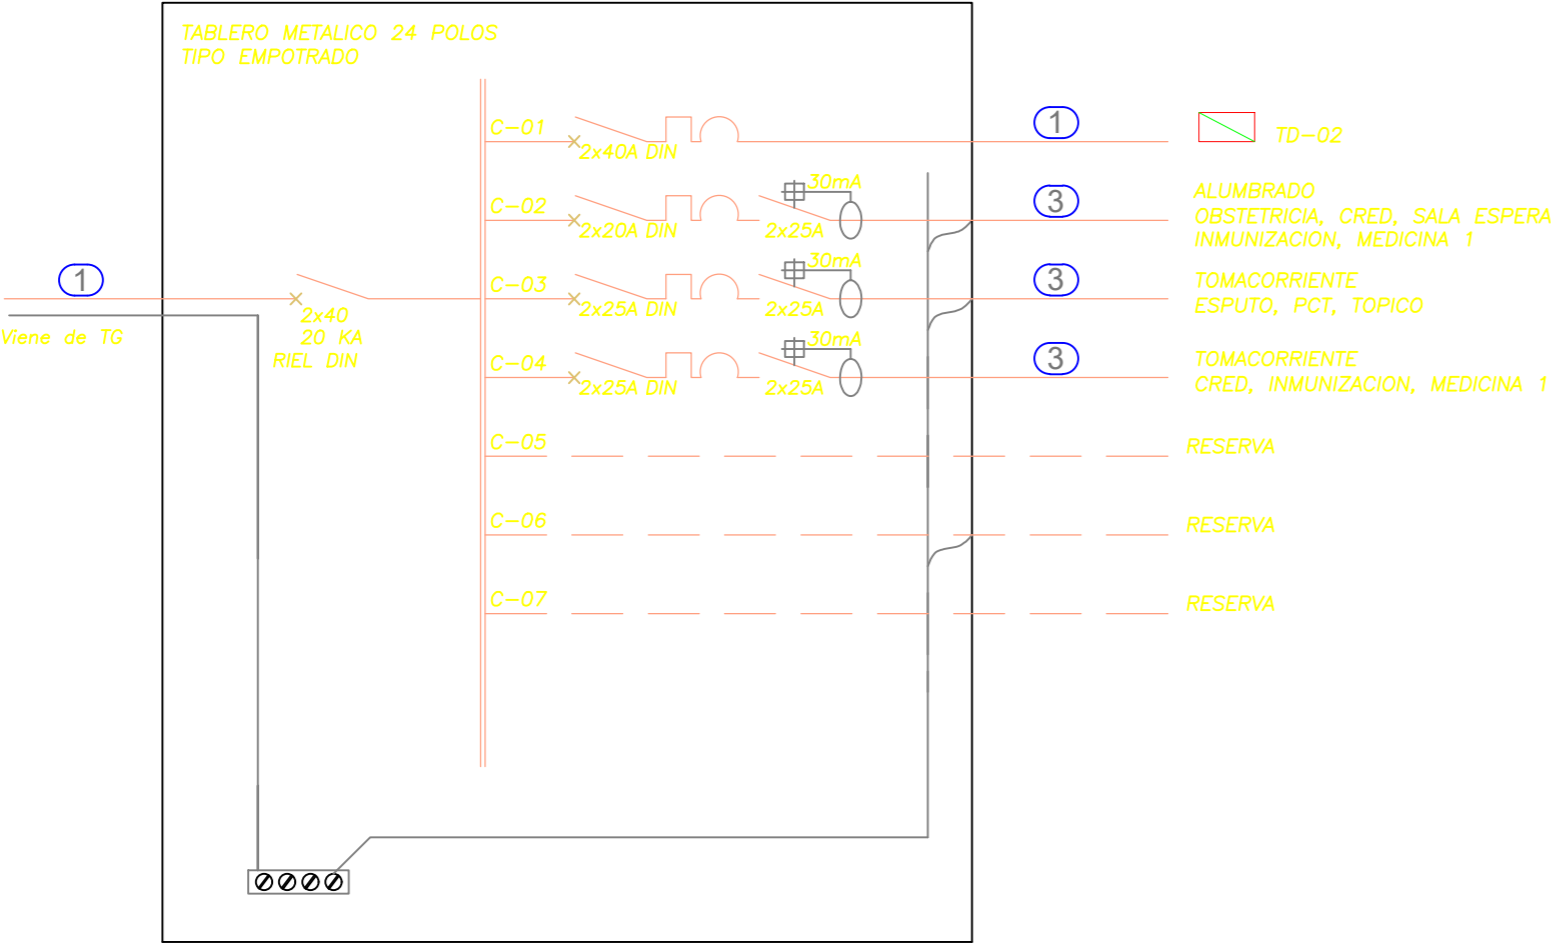 TABLERO METALICO 24 POLOS
TIPO EMPOTRADO
C-01
2x40A DIN
1
TD-02
C-02
2x20A DIN
30mA
2x25A
3
ALUMBRADO
OBSTETRICIA, CRED, SALA ESPERA
INMUNIZACION, MEDICINA 1
1
Viene de TG
2x40
20 KA
RIEL DIN
C-03
2x25A DIN
30mA
2x25A
3
TOMACORRIENTE
ESPUTO, PCT, TOPICO
C-04
2x25A DIN
30mA
2x25A
3
TOMACORRIENTE
CRED, INMUNIZACION, MEDICINA 1
C-05
RESERVA
C-06
RESERVA
C-07
RESERVA